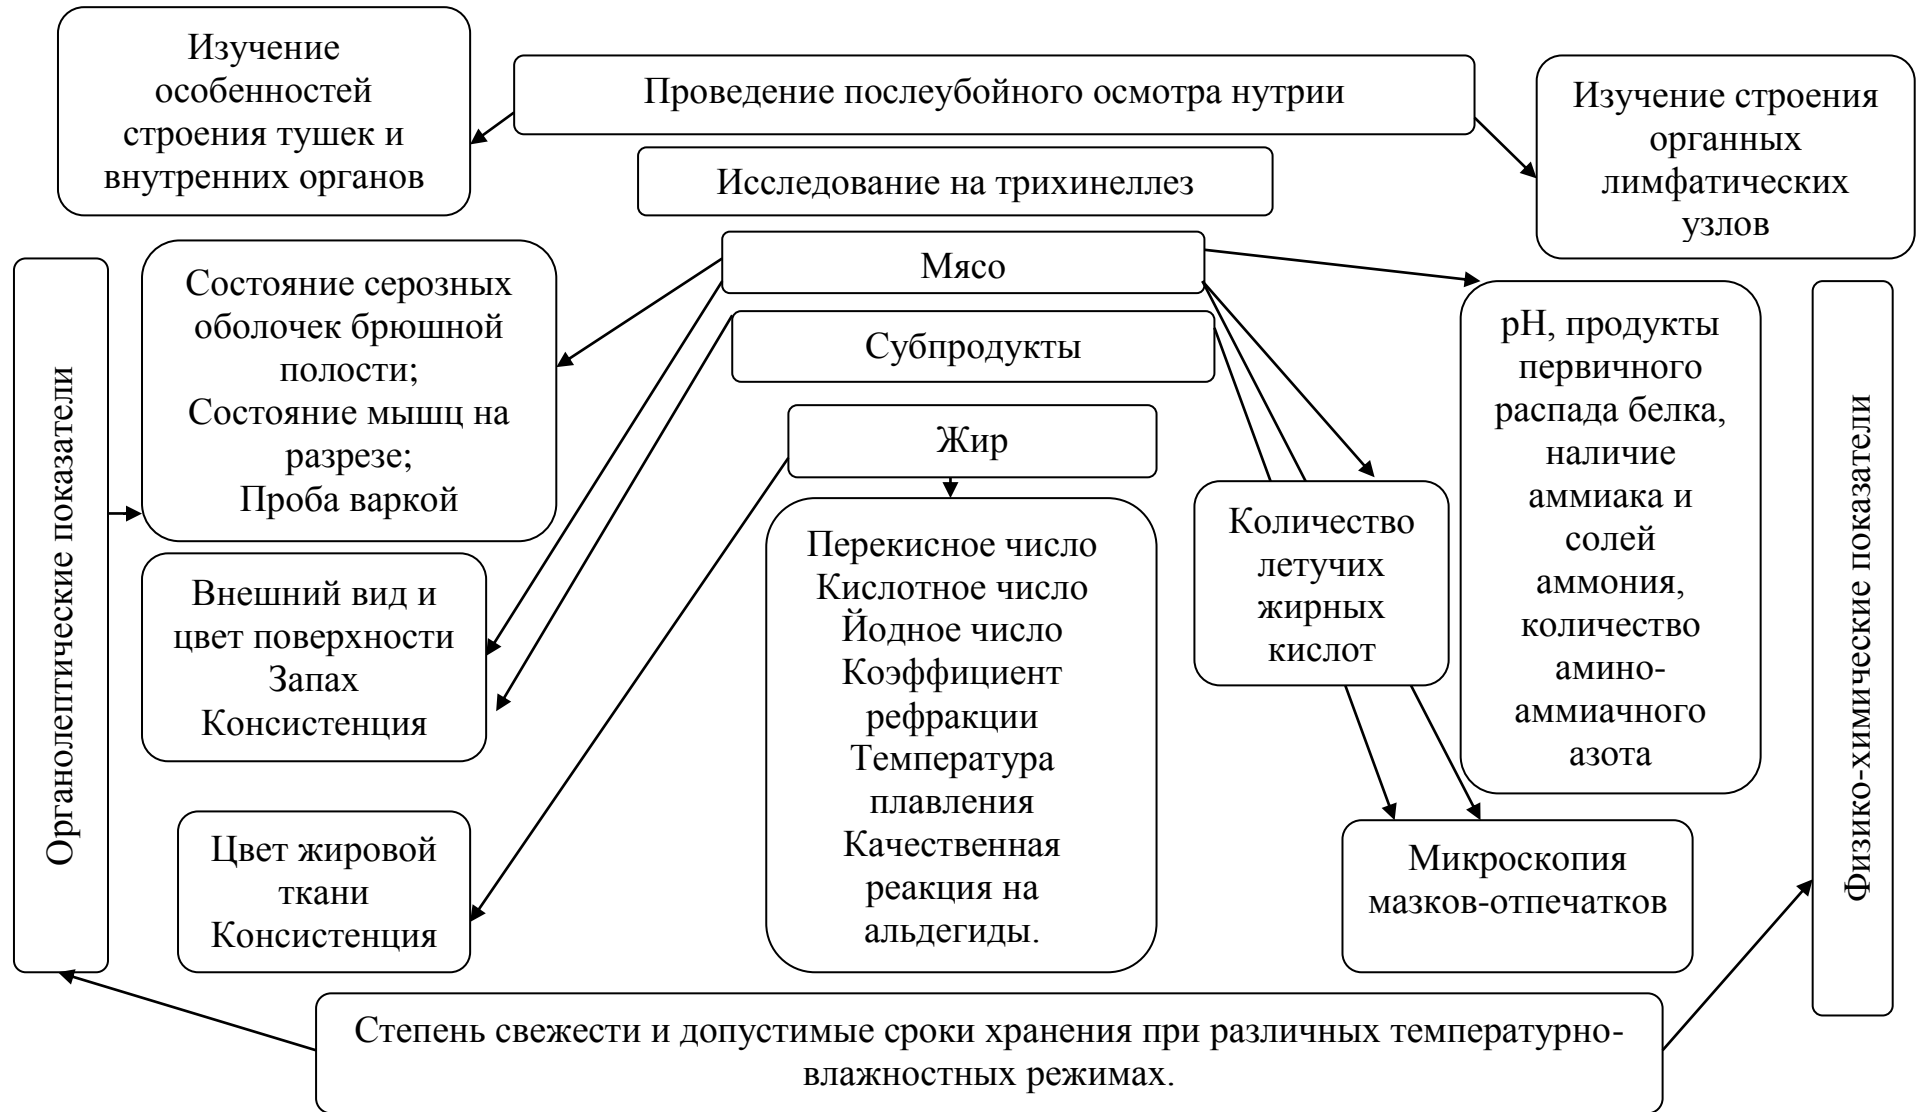 Изучение
особенностей
строения тушек и
внутренних органов
Проведение послеубойного осмотра нутрии
Изучение строения
органных
лимфатических
узлов
Исследование на трихинеллез
Мясо
Субпродукты
Жир
Органолептические показатели
Состояние серозных
оболочек брюшной
полости;
Состояние мышц на
разрезе;
Проба варкой
Внешний вид и
цвет поверхности
Запах
Консистенция
Цвет жировой
ткани
Консистенция
Перекисное число
Кислотное число
Йодное число
Коэффициент
рефракции
Температура
плавления
Качественная
реакция на
альдегиды.
Количество
летучих
жирных
кислот
рН, продукты
первичного
распада белка,
наличие
аммиака и
солей
аммония,
количество
амино-
аммиачного
азота
Микроскопия
мазков-отпечатков
Физико-химические показатели
Степень свежести и допустимые сроки хранения при различных температурно-
влажностных режимах.